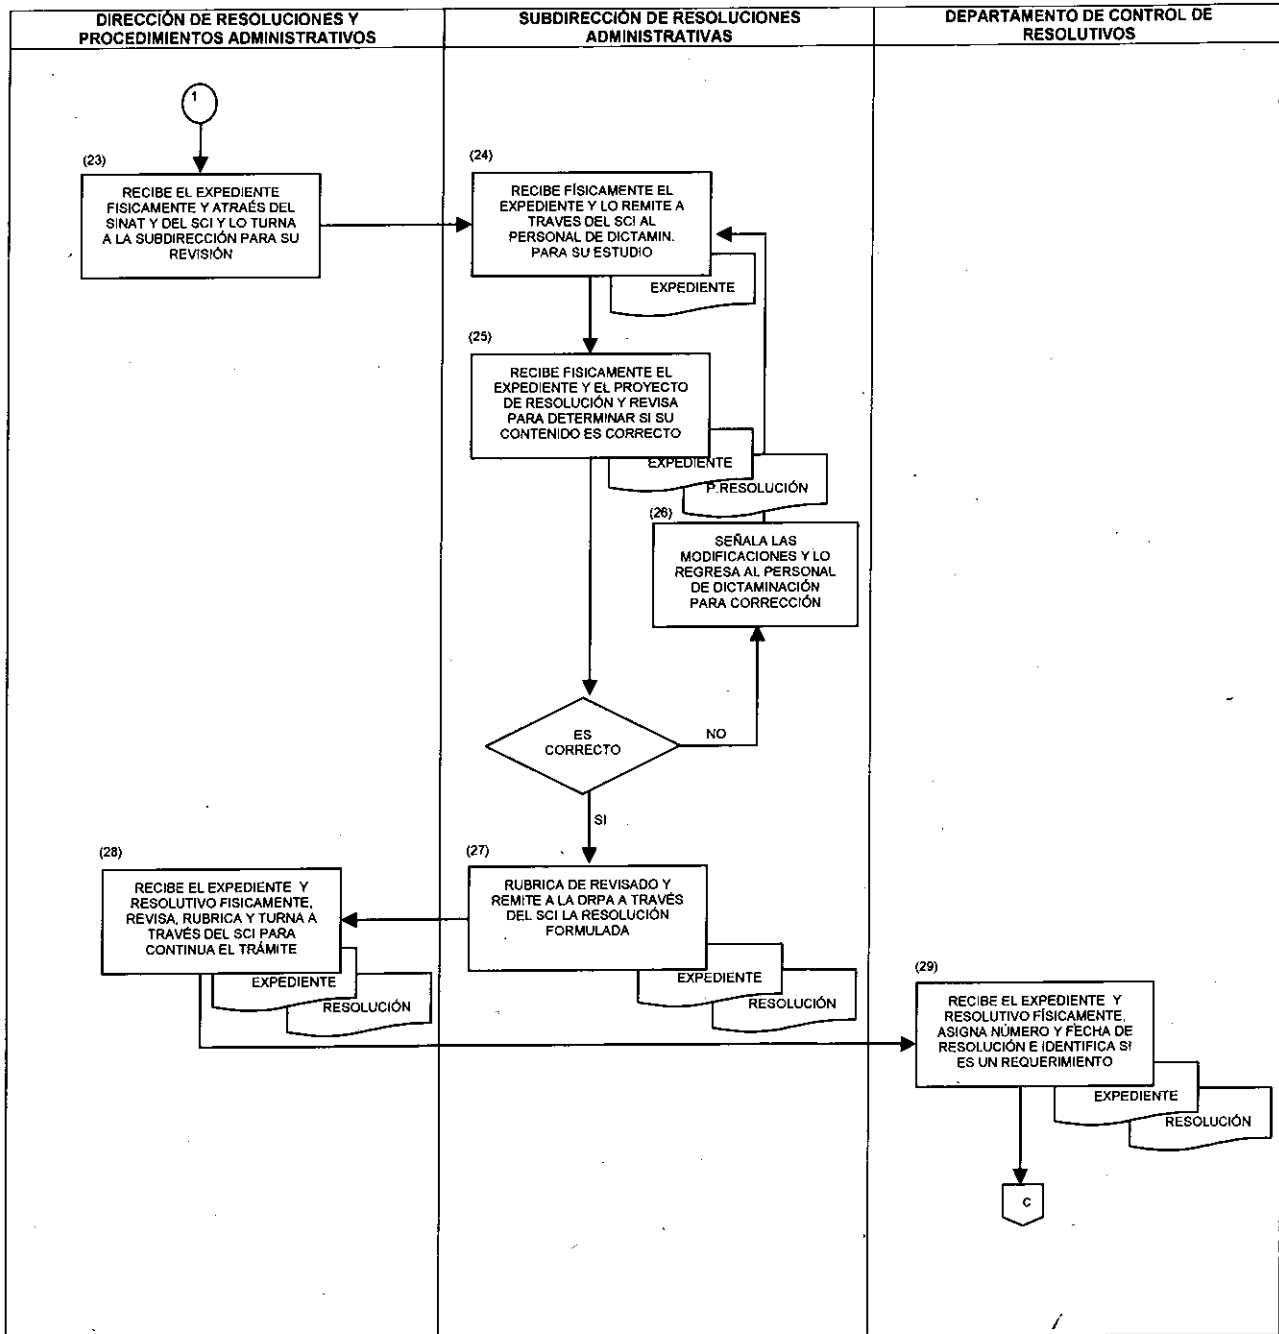 DIRECCIÓN DE RESOLUCIONES Y
PROCEDIMIENTOS ADMINISTRATIVOS
SUBDIRECCIÓN DE RESOLUCIONES
ADMINISTRATIVAS
DEPARTAMENTO DE CONTROL DE
RESOLUTIVOS
1
(23)
RECIBE EL EXPEDIENTE
FISICAMENTE Y ATRAÉS DEL
SINAT Y DEL SCI Y LO TURNA
A LA SUBDIRECCIÓN PARA SU
REVISIÓN
(24)
RECIBE FÍSICAMENTE EL
EXPEDIENTE Y LO REMITE A
TRAVES DEL SCI AL
PERSONAL DE DICTAMIN.
PARA SU ESTUDIO
EXPEDIENTE
(25)
RECIBE FISICAMENTE EL
EXPEDIENTE Y EL PROYECTO
DE RESOLUCIÓN Y REVISA
PARA DETERMINAR SI SU
CONTENIDO ES CORRECTO
EXPEDIENTE
P.RESOLUCIÓN
(26)
SEÑALA LAS
MODIFICACIONES Y LO
REGRESA AL PERSONAL
DE DICTAMINACIÓN
PARA CORRECCIÓN
ES
CORRECTO
NO
SI
(27)
RUBRICA DE REVISADO Y
REMITE A LA DRPA A TRAVÉS
DEL SCI LA RESOLUCIÓN
FORMULADA
EXPEDIENTE
RESOLUCIÓN
(28)
RECIBE EL EXPEDIENTE Y
RESOLUTIVO FISICAMENTE,
REVISA, RUBRICA Y TURNA A
TRAVÉS DEL SCI PARA
CONTINUA EL TRÁMITE
EXPEDIENTE
RESOLUCIÓN
(29)
RECIBE EL EXPEDIENTE Y
RESOLUTIVO FÍSICAMENTE,
ASIGNA NÚMERO Y FECHA DE
RESOLUCIÓN E IDENTIFICA SI
ES UN REQUERIMIENTO
EXPEDIENTE
RESOLUCIÓN
C